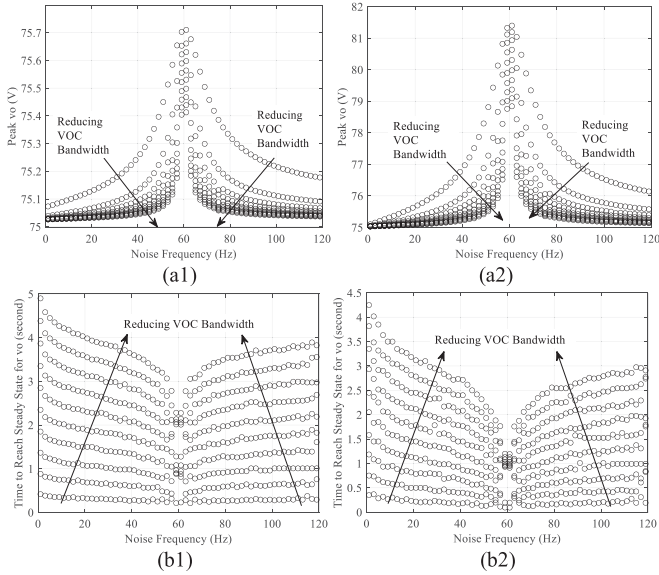 75.7
75.6
75.5
75.4
75.3
75.2
75.1
75
Peak vo (V)
Reducing
VOC
Bandwidth
Reducing
VOC
Bandwidth
0 20 40 60 80 100 120
Noise Frequency (Hz)
(a1)
82
81
80
79
78
77
76
75
Peak vo (V)
Reducing
VOC
Bandwidth
Reducing
VOC
Bandwidth
0 20 40 60 80 100 120
Noise Frequency (Hz)
(a2)
5
4
3
2
1
0
Time to Reach Steady State for vo (second)
Reducing VOC Bandwidth
0 20 40 60 80 100 120
Noise Frequency (Hz)
(b1)
4.5
4
3.5
3
2.5
2
1.5
1
0.5
0
Time to Reach Steady State for vo (second)
Reducing VOC Bandwidth
0 20 40 60 80 100 120
Noise Frequency (Hz)
(b2)